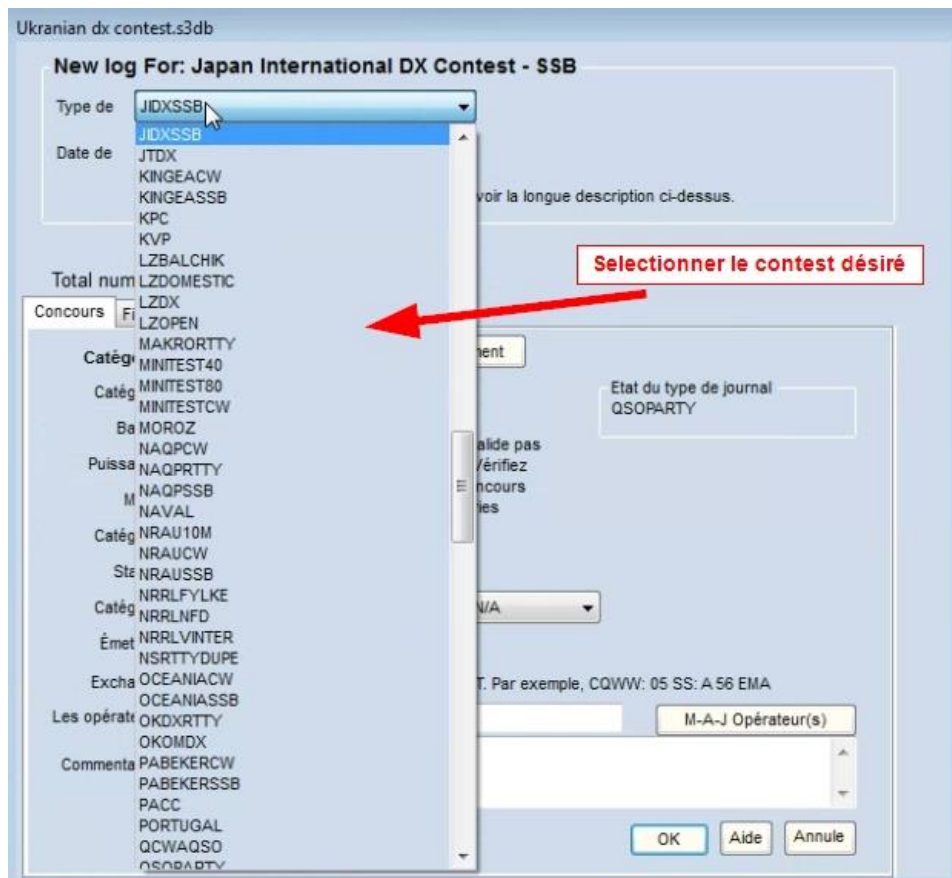 Ukranian dx contest.s3db
New log For: Japan International DX Contest - SSB
Type de JIDXSSB
JIDXSSB
Date de
JTDX
KINGEACW
KINGEASSB
voir la longue description ci-dessus.
KPC
KVP
LZBALCHIK
Selectionner le contest désiré
Total num
LZDOMESTIC
LZDX
Concours Fi
LZOPEN
MAKRORTTY
Catége
ment
MINITEST40
Catég
MINITEST80
Etat du type de journal
QSOPARTY
MINITESTCW
Ba
MOROZ
alide pas
NAQPCW
Puissa
Vérifiez
NAQPRTTY
NAQPSSB
ncours
M
NAVAL
ries
Catég
NRAU10M
NRAUCW
Sta
NRAUSSB
NRRLFYLKE
Catég
N/A
NRRLNFD
Émet
NRRLVINTER
NSRTTYDUPE
Excha
OCEANIACW
T. Par exemple, CQWW: 05 SS: A 56 EMA
OCEANIASSB
Les opérate
OKDXRTTY
M-A-J Opérateur(s)
OKOMDX
Commenta
PABEKERCW
PABEKERSSB
PACC
PORTUGAL
QCWAQSO
OK Aide Annule
QSOPARTY